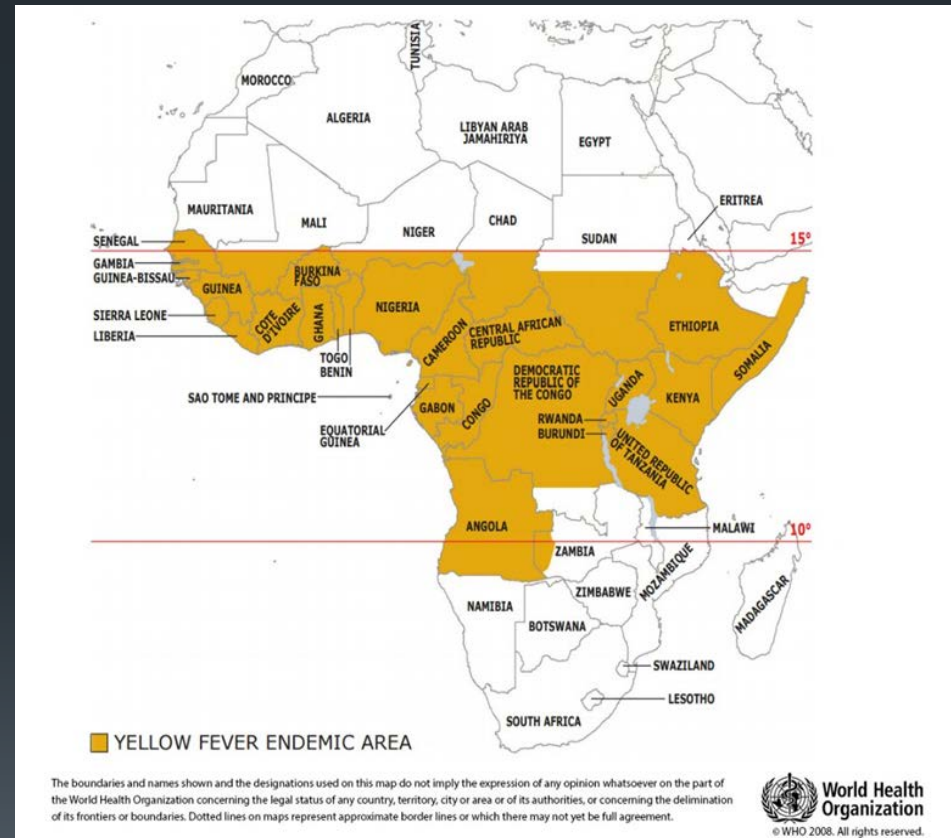 TUNISIA
MOROCCO
ALGERIA
LIBYAN ARAB
JAMAHIRIYA
EGYPT
MAURITANIA
MALI
NIGER
CHAD
SUDAN
ERITREA
15°
SENEGAL
GAMBIA
GUINEA-BISSAU
GUINEA
SIERRA LEONE
LIBERIA
COTE
D'IVOIRE
BURKINA
FASO
GHANA
TOGO
BENIN
NIGERIA
CAMEROON
CENTRAL AFRICAN
REPUBLIC
ETHIOPIA
SOMALIA
SAO TOME AND PRINCIPE
EQUATORIAL
GUINEA
GABON
CONGO
DEMOCRATIC
REPUBLIC OF
THE CONGO
UGANDA
KENYA
RWANDA
BURUNDI
UNITED REPUBLIC
OF TANZANIA
ANGOLA
ZAMBIA
MALAWI
10°
MOZAMBIQUE
MADAGASCAR
ZIMBABWE
NAMIBIA
BOTSWANA
SWAZILAND
LESOTHO
SOUTH AFRICA
YELLOW FEVER ENDEMIC AREA
The boundaries and names shown and the designations used on this map do not imply the expression of any opinion whatsoever on the part of
the World Health Organization concerning the legal status of any country, territory, city or area or of its authorities, or concerning the delimination
of its frontiers or boundaries. Dotted lines on maps represent approximate border lines or which there may not yet be full agreement.
World Health
Organization
© WHO 2008. All rights reserved.